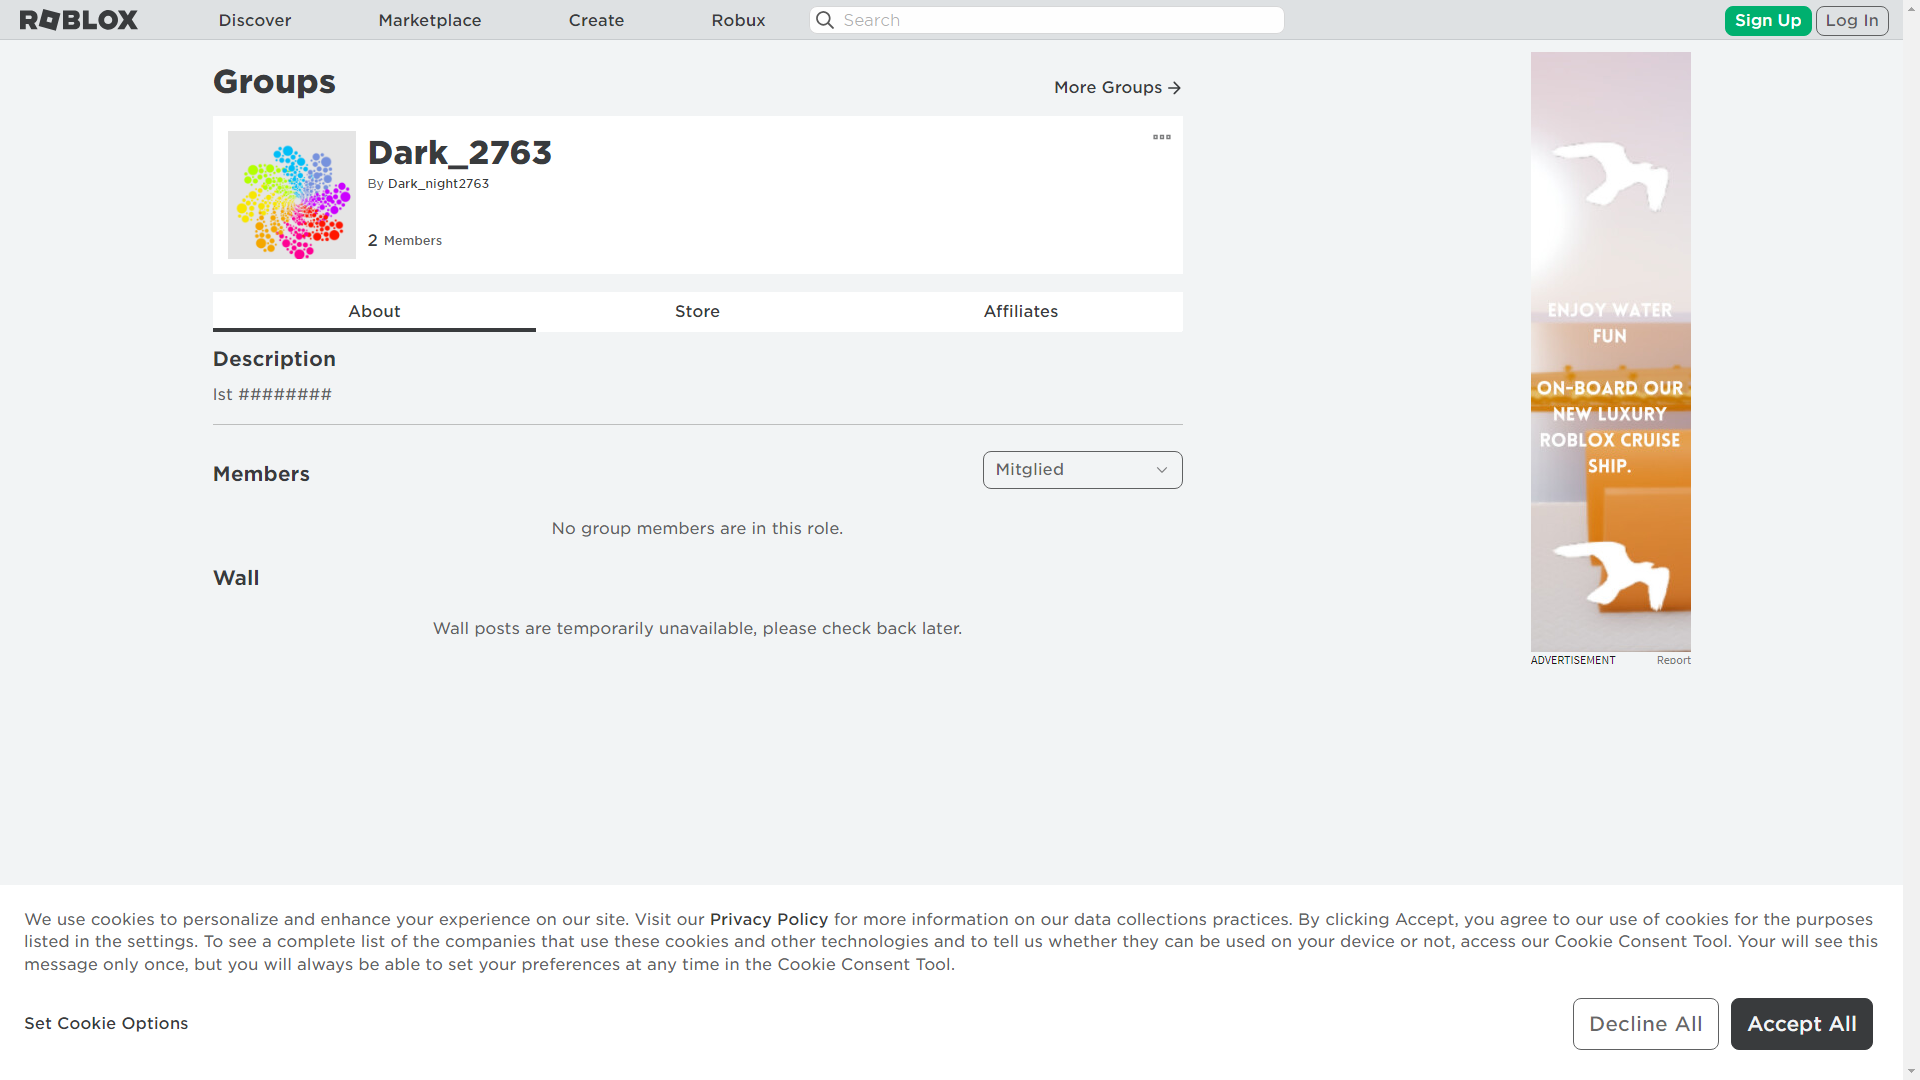 ROBLOX
Discover
Marketplace
Create
Robux
Search
Sign Up
Log In
Groups
More Groups
Dark_2763
By Dark_night2763
2 Members
About
Store
Affiliates
Description
Ist ########
Members
Mitglied
No group members are in this role.
Wall
Wall posts are temporarily unavailable, please check back later.
ENJOY WATER
FUN
ON-BOARD OUR
NEW LUXURY
ROBLOX CRUISE
SHIP.
ADVERTISEMENT
Report
We use cookies to personalize and enhance your experience on our site. Visit our Privacy Policy for more information on our data collections practices. By clicking Accept, you agree to our use of cookies for the purposes
listed in the settings. To see a complete list of the companies that use these cookies and other technologies and to tell us whether they can be used on your device or not, access our Cookie Consent Tool. Your will see this
message only once, but you will always be able to set your preferences at any time in the Cookie Consent Tool.
Set Cookie Options
Decline All
Accept All